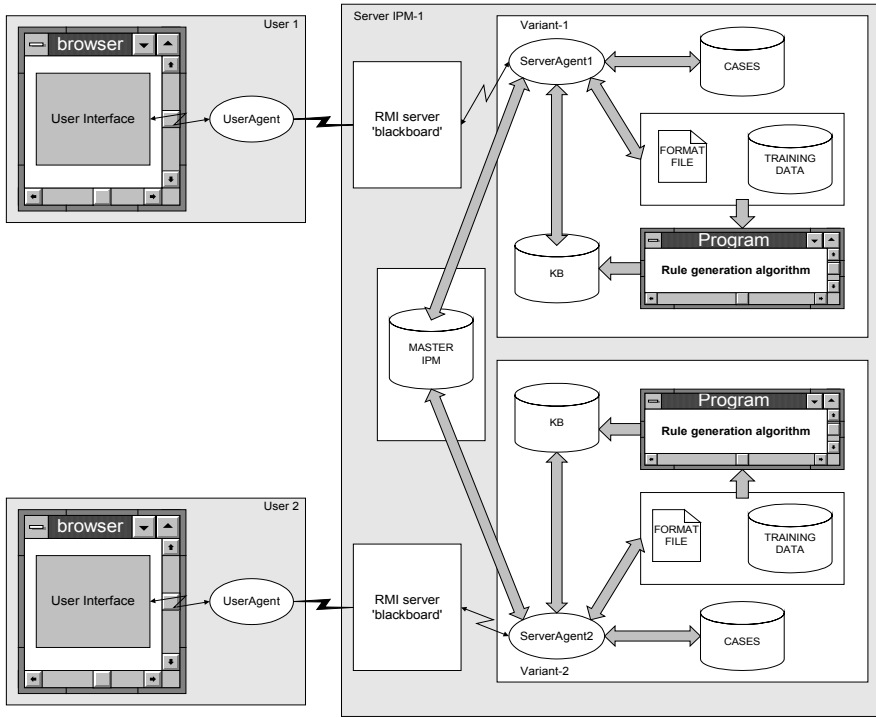 User 1
browser
User Interface
UserAgent
Server IPM-1
RMI server
'blackboard'
Variant-1
ServerAgent1
CASES
FORMAT
FILE
TRAINING
DATA
Program
Rule generation algorithm
KB
MASTER
IPM
KB
Program
Rule generation algorithm
FORMAT
FILE
TRAINING
DATA
User 2
browser
User Interface
UserAgent
RMI server
'blackboard'
ServerAgent2
CASES
Variant-2